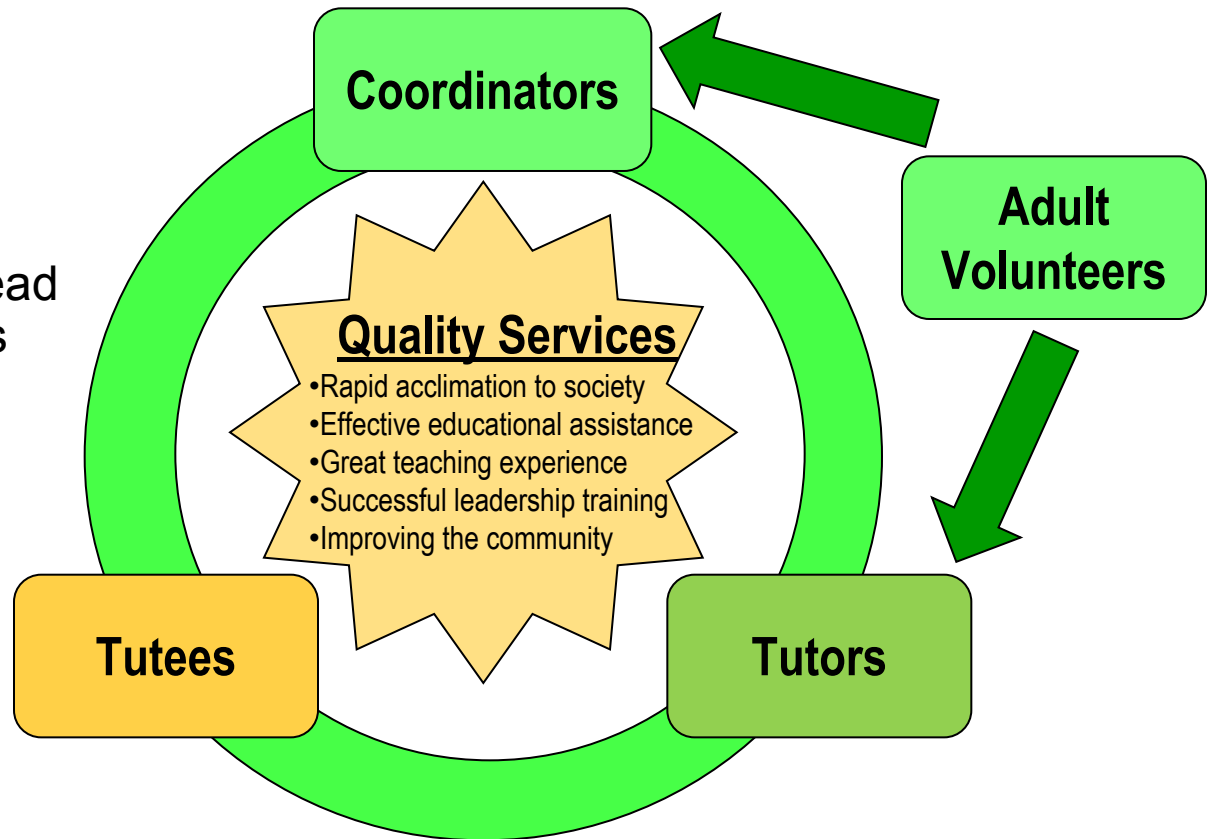 Coordinators
Adult
Volunteers
Quality Services
•Rapid acclimation to society
•Effective educational assistance
•Great teaching experience
•Successful leadership training
•Improving the community
Tutees
Tutors